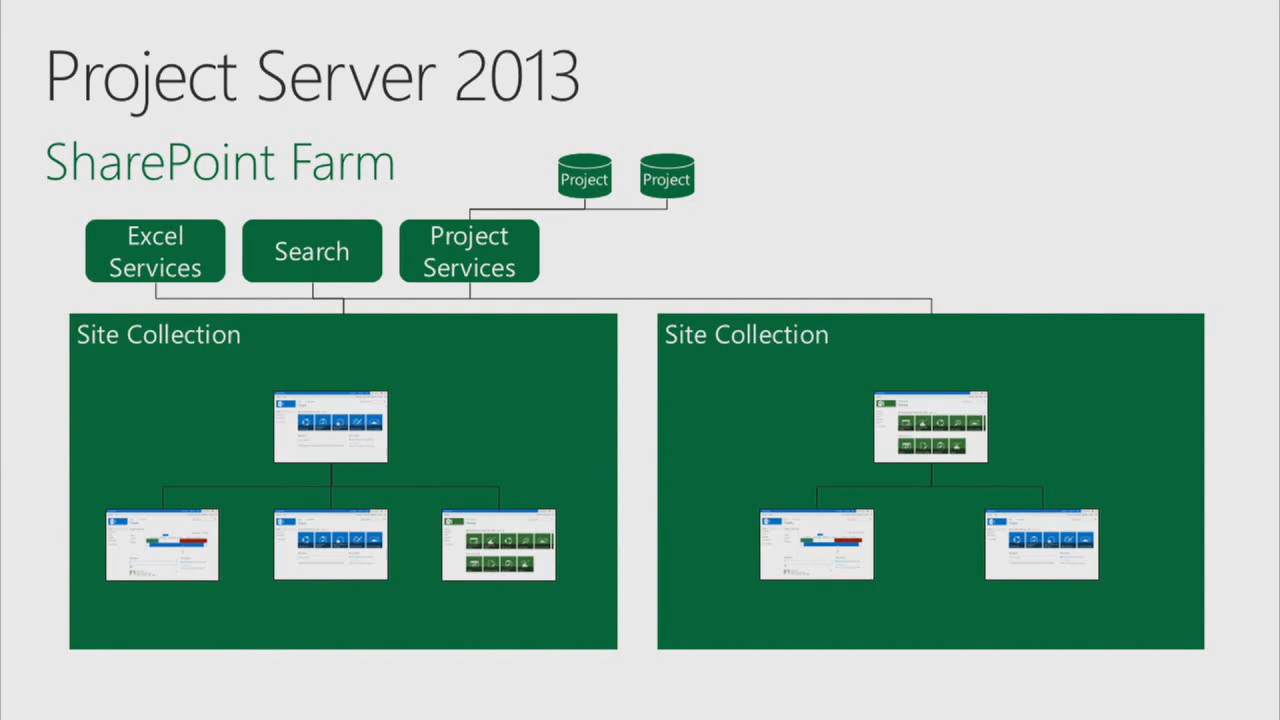 Project Server 2013
SharePoint Farm
Project
Project
Excel
Services
Search
Project
Services
Site Collection
Site Collection